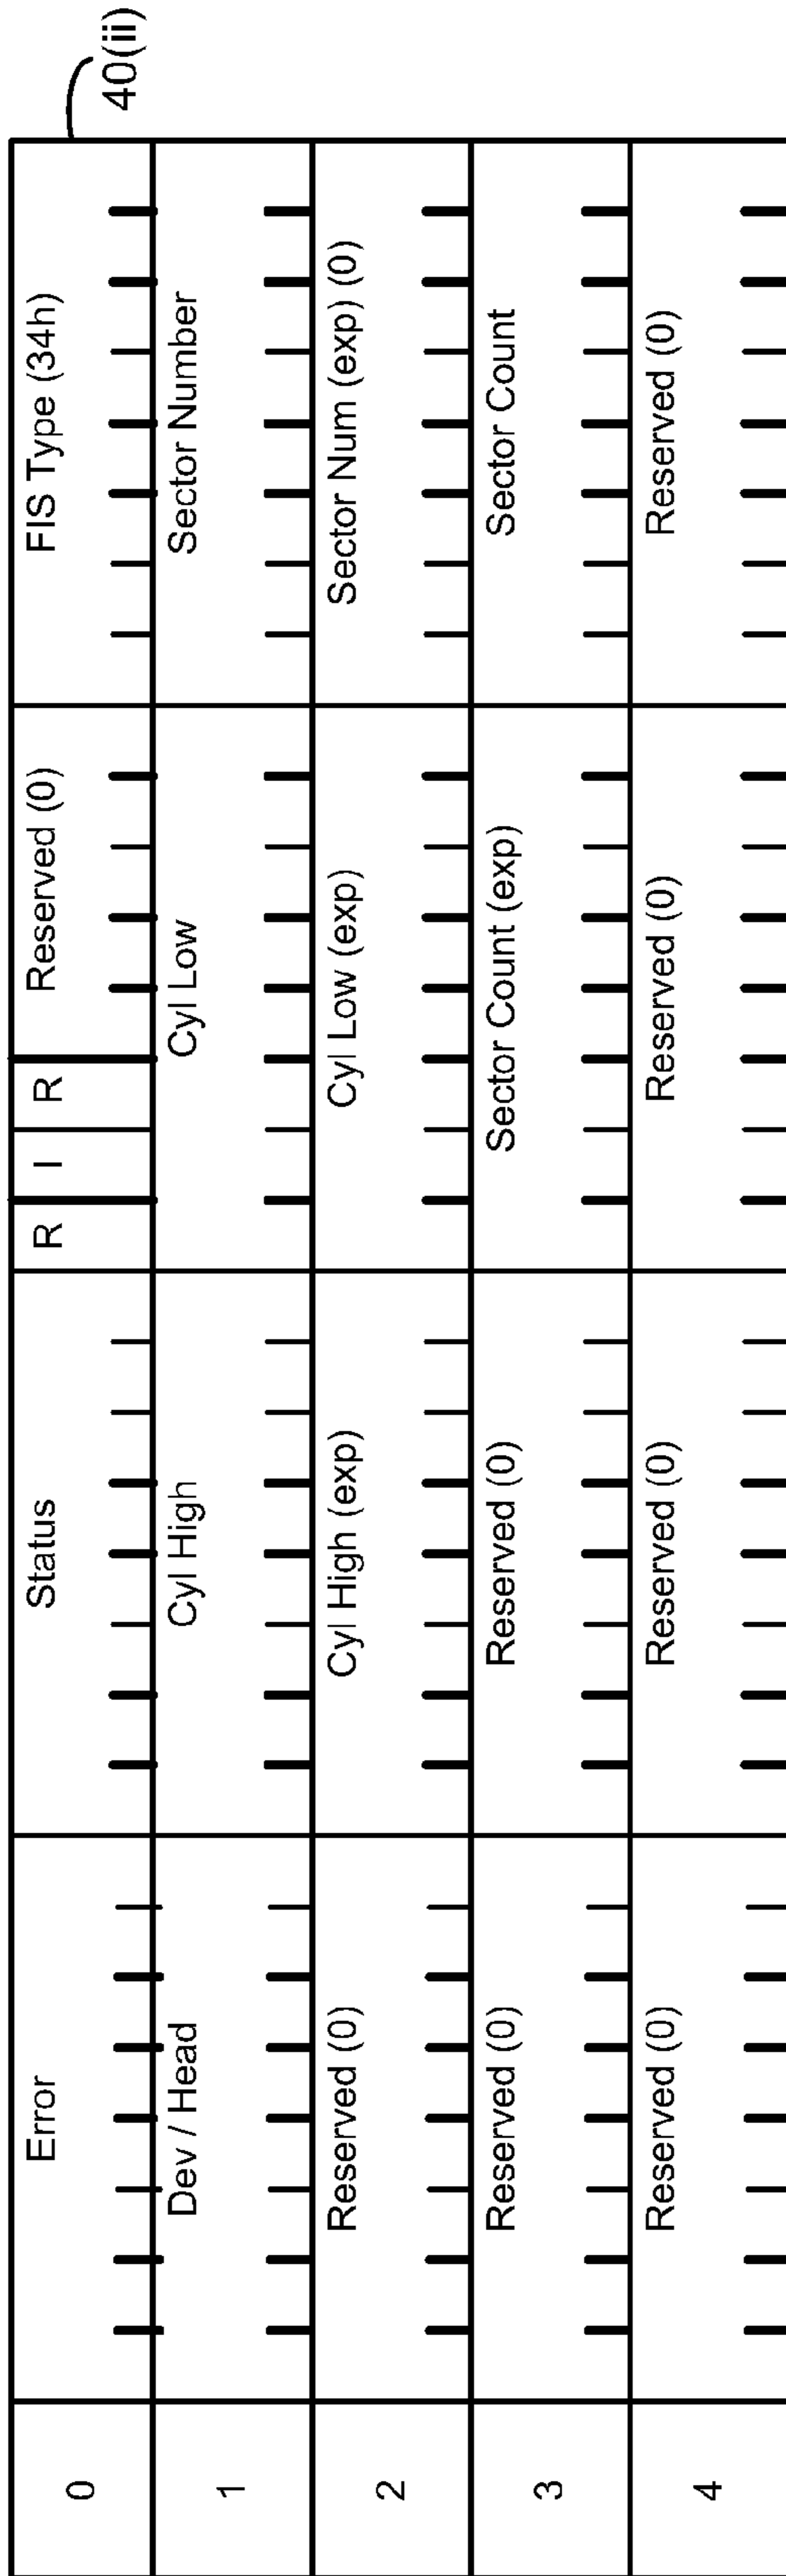 40(ii)
0 Error Status R I R Reserved (0) FIS Type (34h)
1 Dev / Head Cyl High Cyl Low Sector Number
2 Reserved (0) Cyl High (exp) Cyl Low (exp) Sector Num (exp) (0)
3 Reserved (0) Reserved (0) Sector Count (exp) Sector Count
4 Reserved (0) Reserved (0) Reserved (0) Reserved (0)